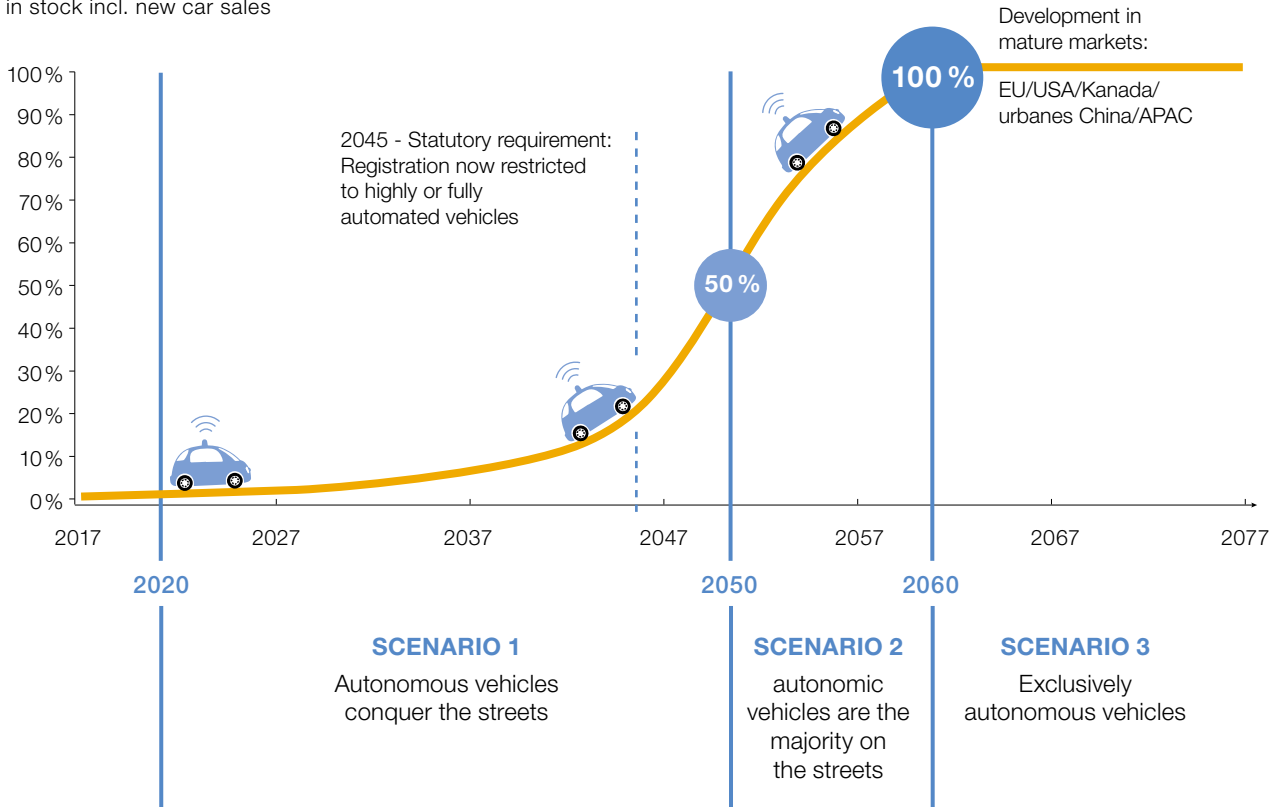 in stock incl. new car sales
Development in
mature markets:
EU/USA/Kanada/
urbanes China/APAC
100 %
90 %
80 %
70 %
60 %
50 %
40 %
30 %
20 %
10 %
0 %
2045 - Statutory requirement:
Registration now restricted
to highly or fully
automated vehicles
50 %
100 %
2017
2027
2037
2047
2057
2067
2077
2020
2050
2060
SCENARIO 1
Autonomous vehicles
conquer the streets
SCENARIO 2
autonomic
vehicles are the
majority on
the streets
SCENARIO 3
Exclusively
autonomous vehicles